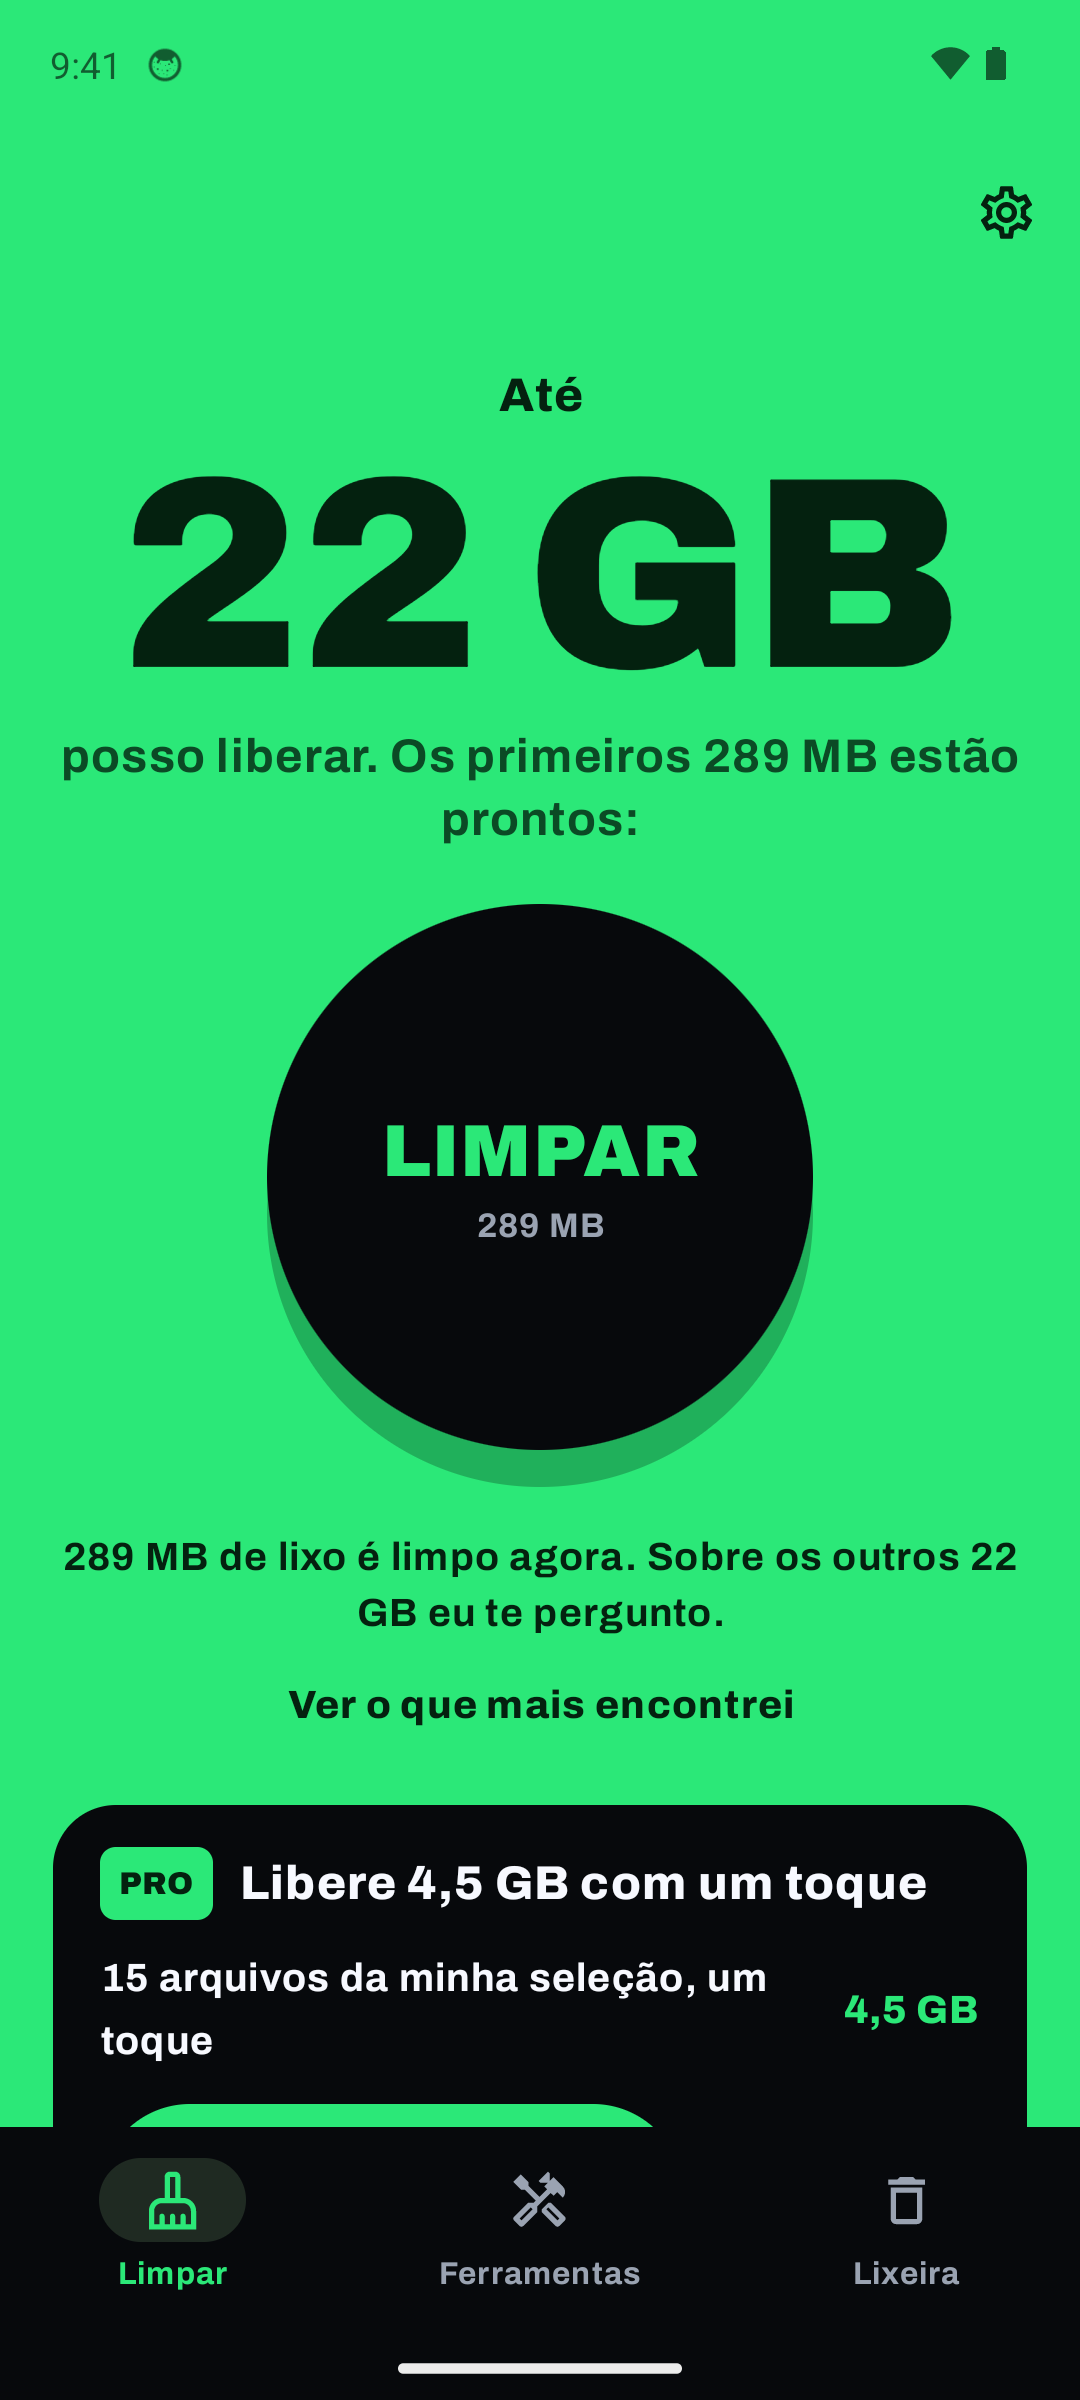 9:41
Até
22 GB
posso liberar. Os primeiros 289 MB estão
prontos:
LIMPAR
289 MB
289 MB de lixo é limpo agora. Sobre os outros 22
GB eu te pergunto.
Ver o que mais encontrei
PRO Libere 4,5 GB com um toque
15 arquivos da minha seleção, um
toque
4,5 GB
Limpar
Ferramentas
Lixeira